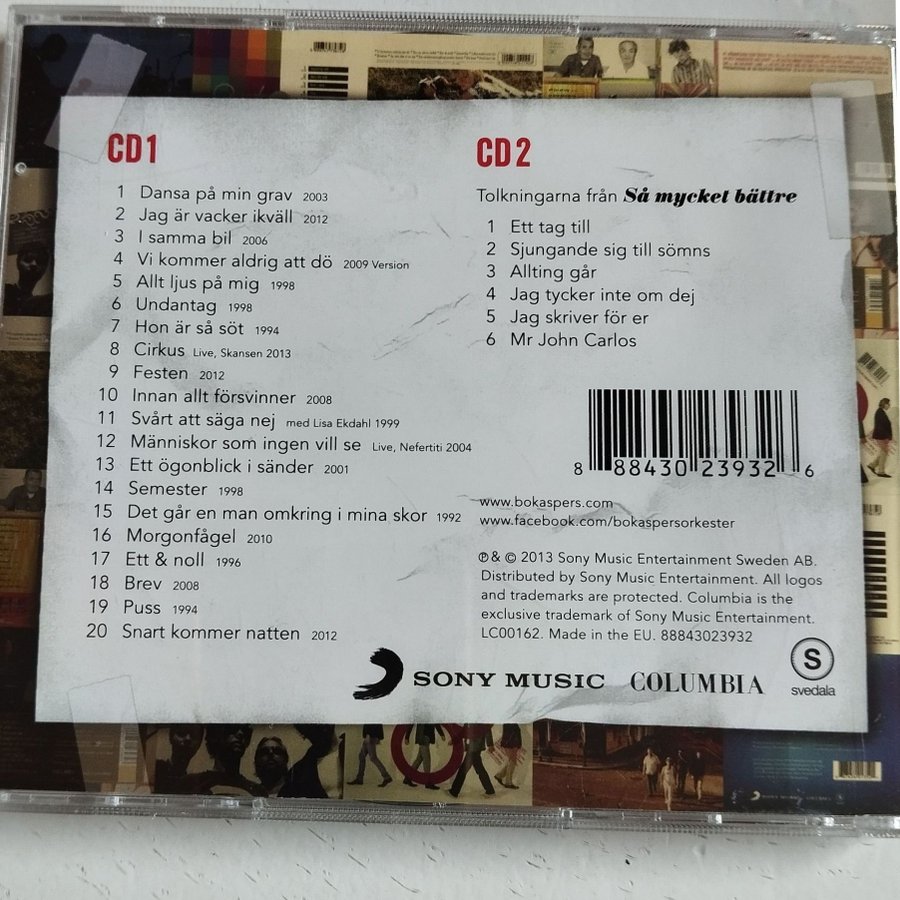 CD 1
1 Dansa på min grav 2003
2 Jag är vacker ikväll 2012
3 I samma bil 2006
4 Vi kommer aldrig att dö 2009 Version
5 Allt ljus på mig 1998
6 Undantag 1998
7 Hon är så söt 1994
8 Cirkus Live, Skansen 2013
9 Festen 2012
10 Innan allt försvinner 2008
11 Svårt att säga nej med Lisa Ekdahl 1999
12 Människor som ingen vill se Live, Nefertiti 2004
13 Ett ögonblick i sänder 2001
14 Semester 1998
15 Det går en man omkring i mina skor 1992
16 Morgonfågel 2010
17 Ett & noll 1996
18 Brev 2008
19 Puss 1994
20 Snart kommer natten 2012
CD 2
Tolkningarna från Så mycket bättre
1 Ett tag till
2 Sjungande sig till sömns
3 Allting går
4 Jag tycker inte om dej
5 Jag skriver för er
6 Mr John Carlos
8 88430 23932 6
www.bokaspers.com
www.facebook.com/bokaspersorkester
℗ & © 2013 Sony Music Entertainment Sweden AB.
Distributed by Sony Music Entertainment. All logos
and trademarks are protected. Columbia is the
exclusive trademark of Sony Music Entertainment.
LC00162. Made in the EU. 88843023932
SONY MUSIC COLUMBIA
S
svedala